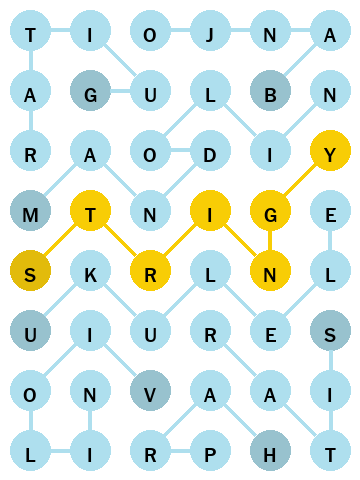 T I O J N A
A G U L B N
R A O D I Y
M T N I G E
S K R L N L
U I U R E S
O N V A A I
L I R P H T